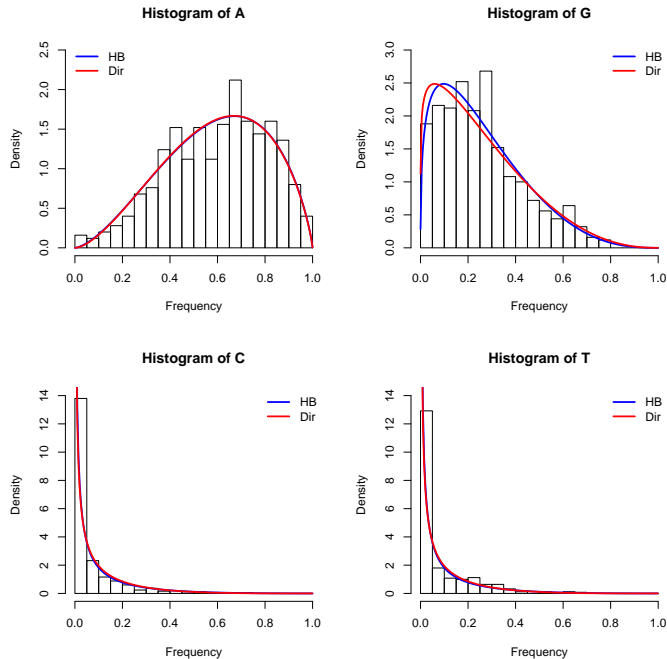 Histogram of A
HB
Dir
Density
0.0 0.5 1.0 1.5 2.0 2.5
0.0 0.2 0.4 0.6 0.8 1.0
Frequency
Histogram of G
HB
Dir
Density
0.0 0.5 1.0 1.5 2.0 2.5 3.0
0.0 0.2 0.4 0.6 0.8 1.0
Frequency
Histogram of C
HB
Dir
Density
0 2 4 6 8 10 12 14
0.0 0.2 0.4 0.6 0.8 1.0
Frequency
Histogram of T
HB
Dir
Density
0 2 4 6 8 10 12 14
0.0 0.2 0.4 0.6 0.8 1.0
Frequency